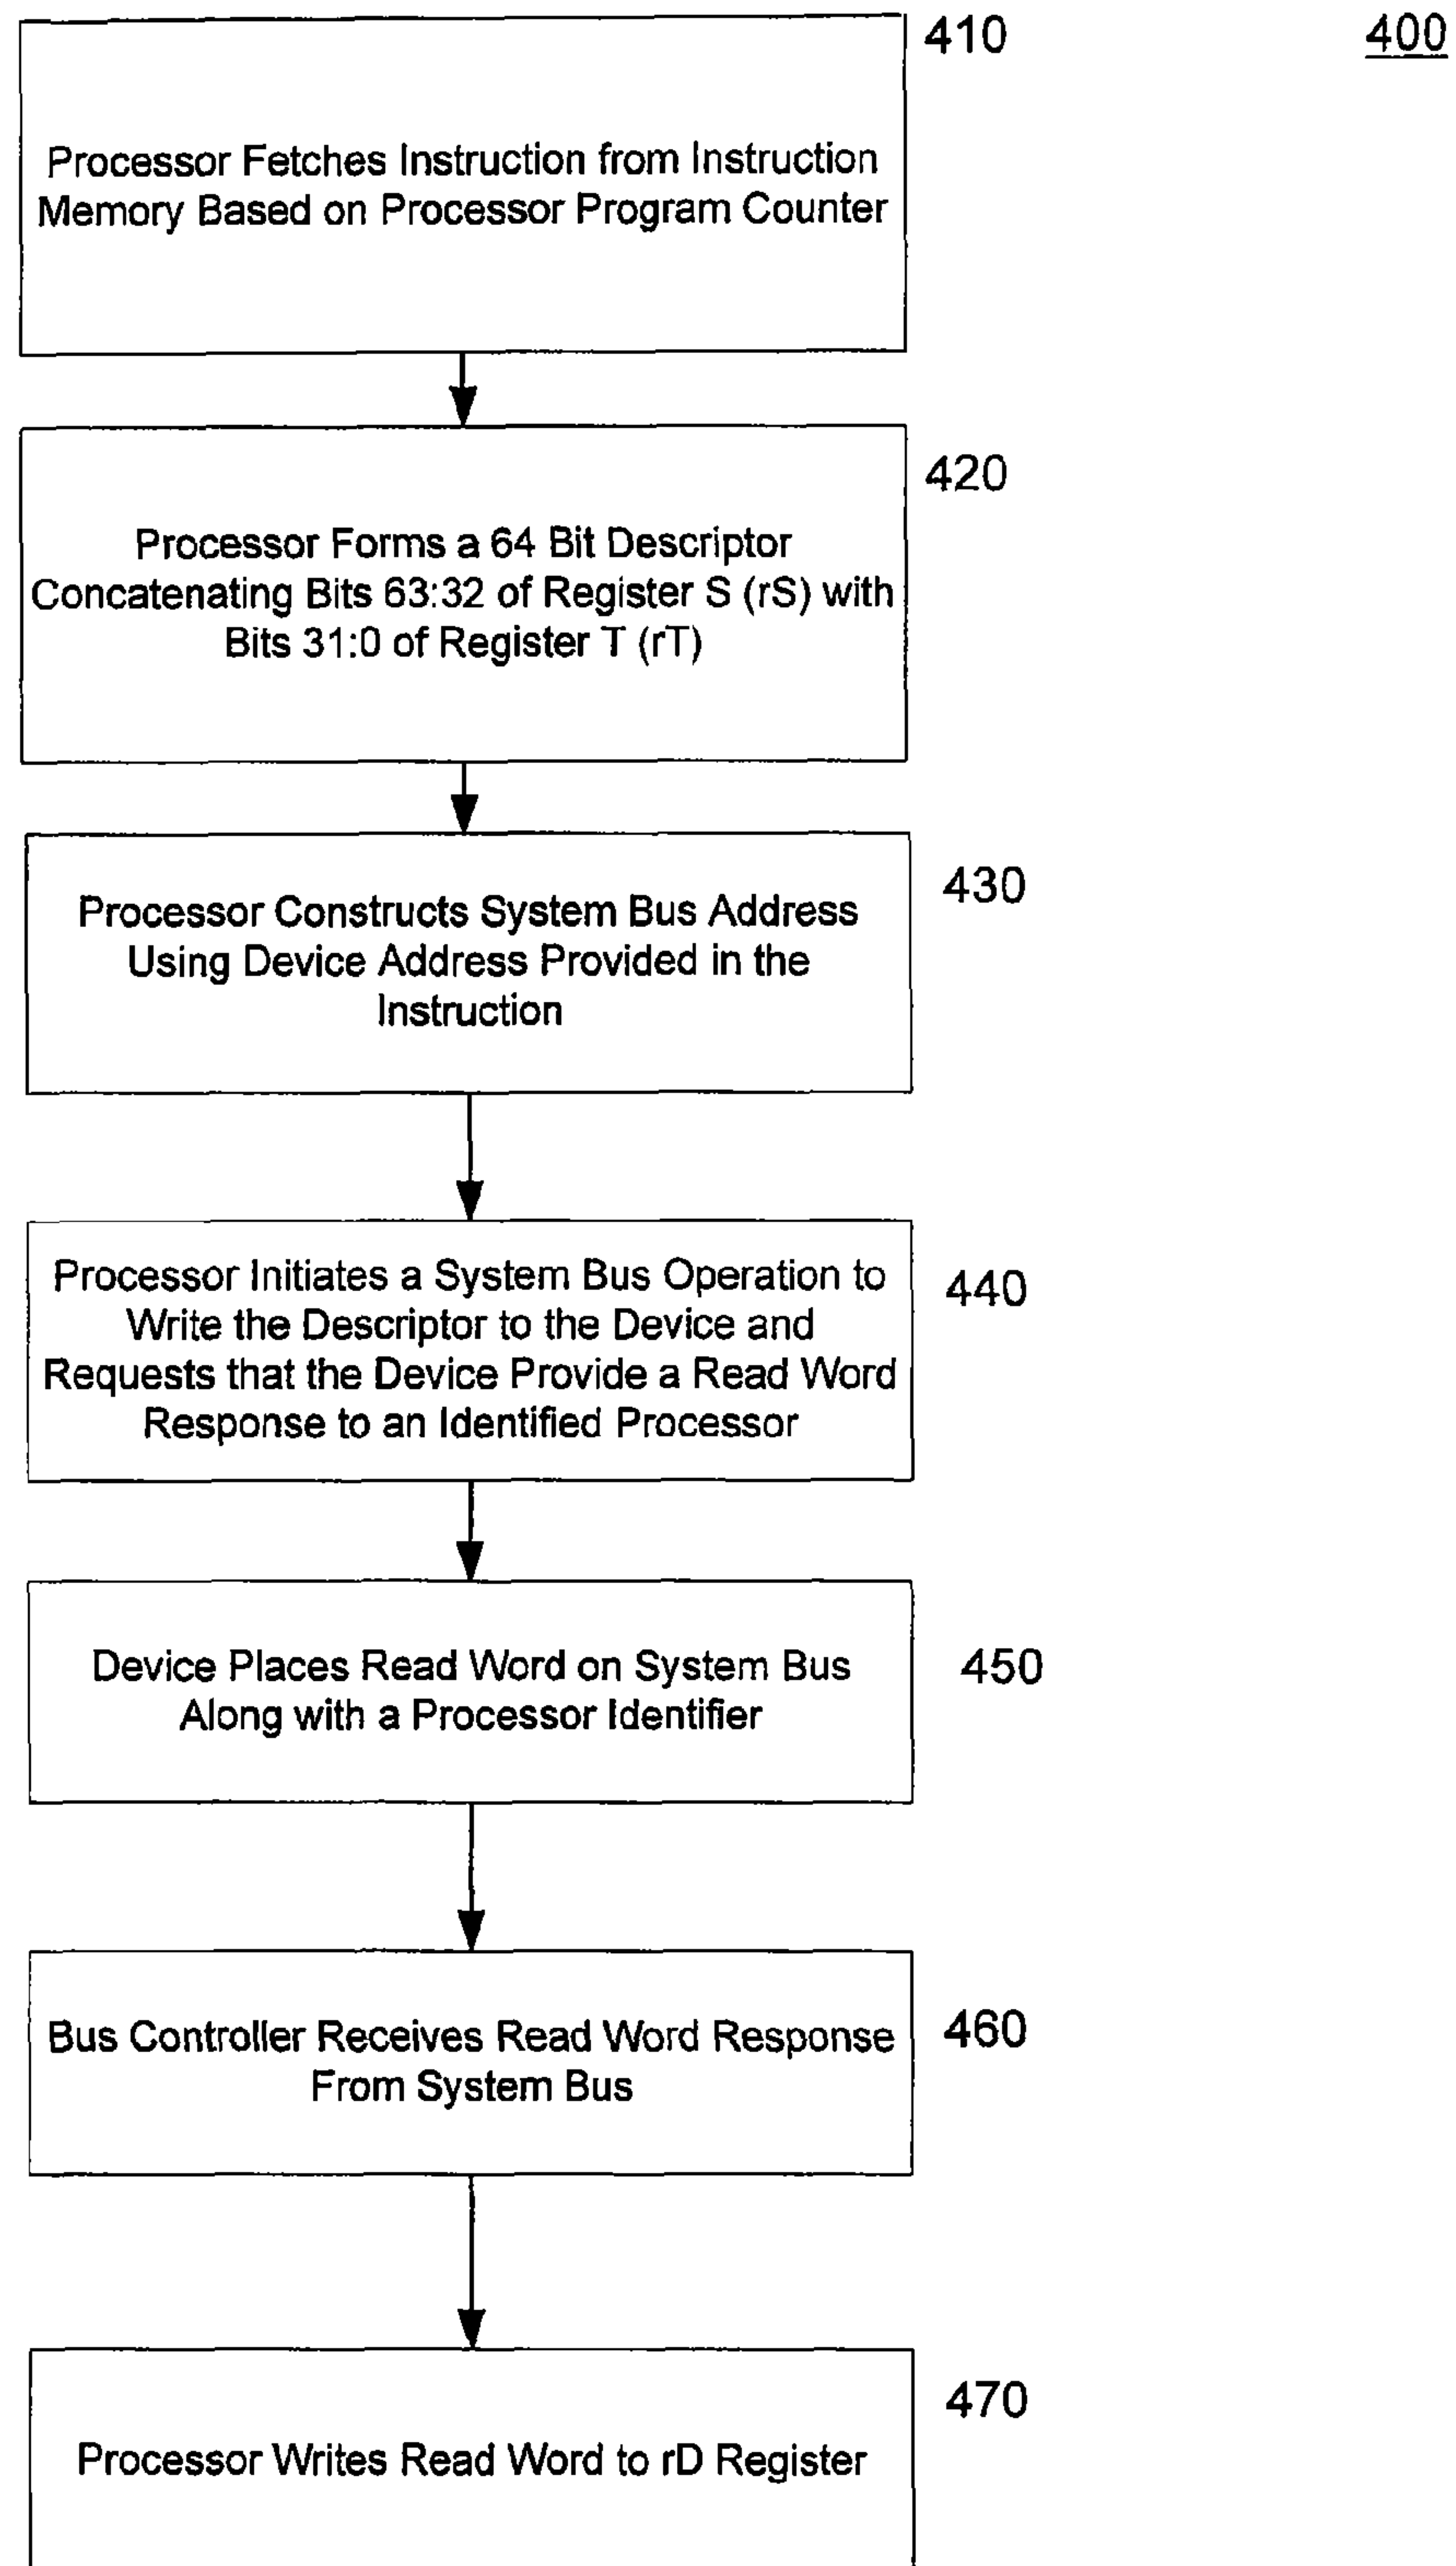 410
400
Processor Fetches Instruction from Instruction
Memory Based on Processor Program Counter
420
Processor Forms a 64 Bit Descriptor
Concatenating Bits 63:32 of Register S (rS) with
Bits 31:0 of Register T (rT)
430
Processor Constructs System Bus Address
Using Device Address Provided in the
Instruction
440
Processor Initiates a System Bus Operation to
Write the Descriptor to the Device and
Requests that the Device Provide a Read Word
Response to an Identified Processor
450
Device Places Read Word on System Bus
Along with a Processor Identifier
460
Bus Controller Receives Read Word Response
From System Bus
470
Processor Writes Read Word to rD Register